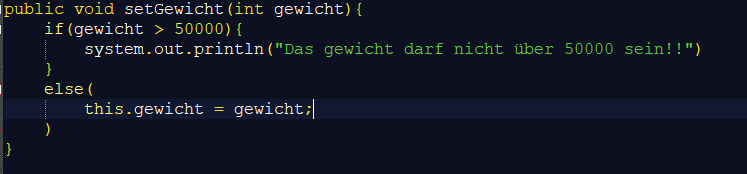 public void setGewicht(int gewicht){
if(gewicht > 50000){
system.out.println("Das gewicht darf nicht über 50000 sein!!")
}
else(
this.gewicht = gewicht;
)
}